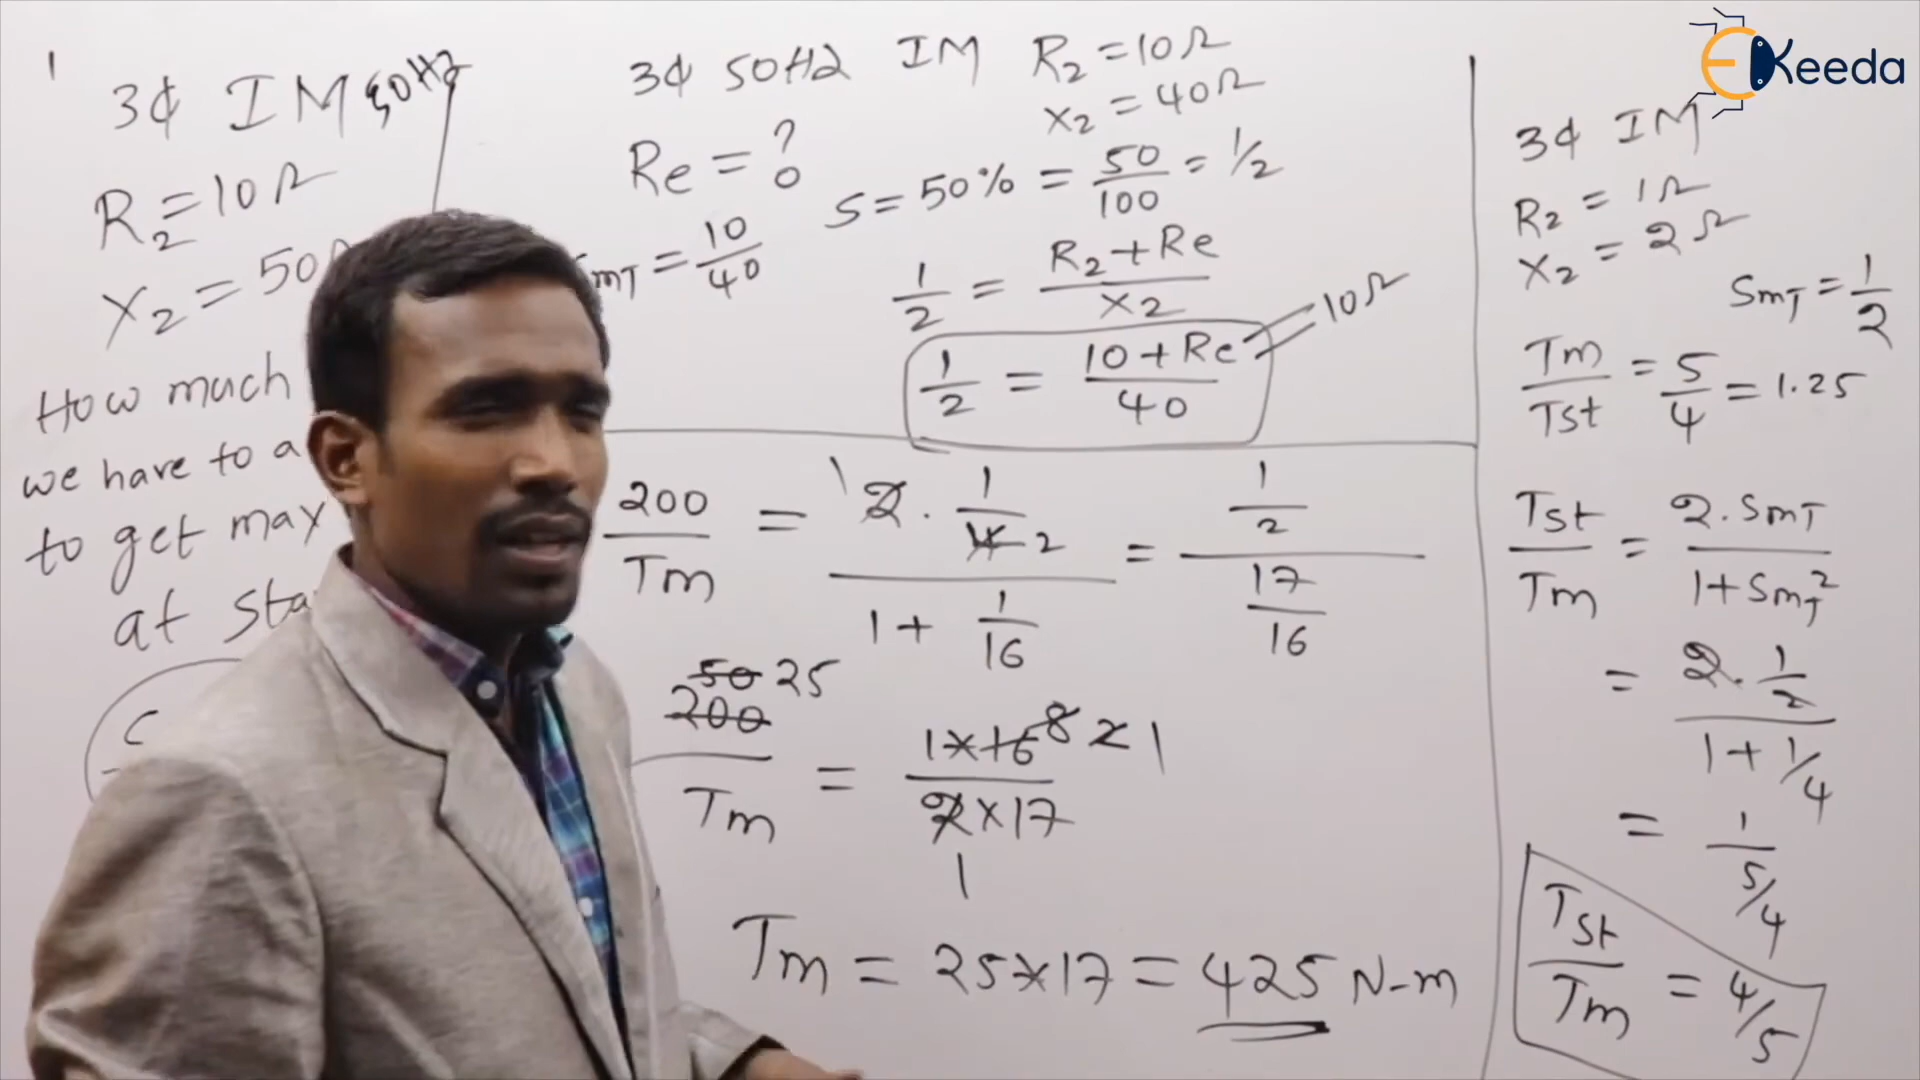 1
3φ IM 50Hz
R₂ = 10Ω
X₂ = 50
How much
we have to a
to get max
at sta
3φ 50Hz IM R₂ = 10Ω
X₂ = 40Ω
Re = ?
S = 50% = 50/100 = 1/2
mT = 10/40
1/2 = (R₂ + Re)/X₂
1/2 = (10 + Re)/40
10Ω
200/Tm = (2 · 1/4 2)/(1 + 1/16) = (1/2)/(17/16)
50 25
200/Tm = (1 × 16 8 × 1)/(2 × 17)
1
Tm = 25 × 17 = 425 N-m
EKeeda
3φ IM
R₂ = 1Ω
X₂ = 2Ω
SmT = 1/2
Tm/Tst = 5/4 = 1.25
Tst/Tm = (2 · SmT)/(1 + SmT²)
= (2 · 1/2)/(1 + 1/4)
= 1/(5/4)
Tst/Tm = 4/5